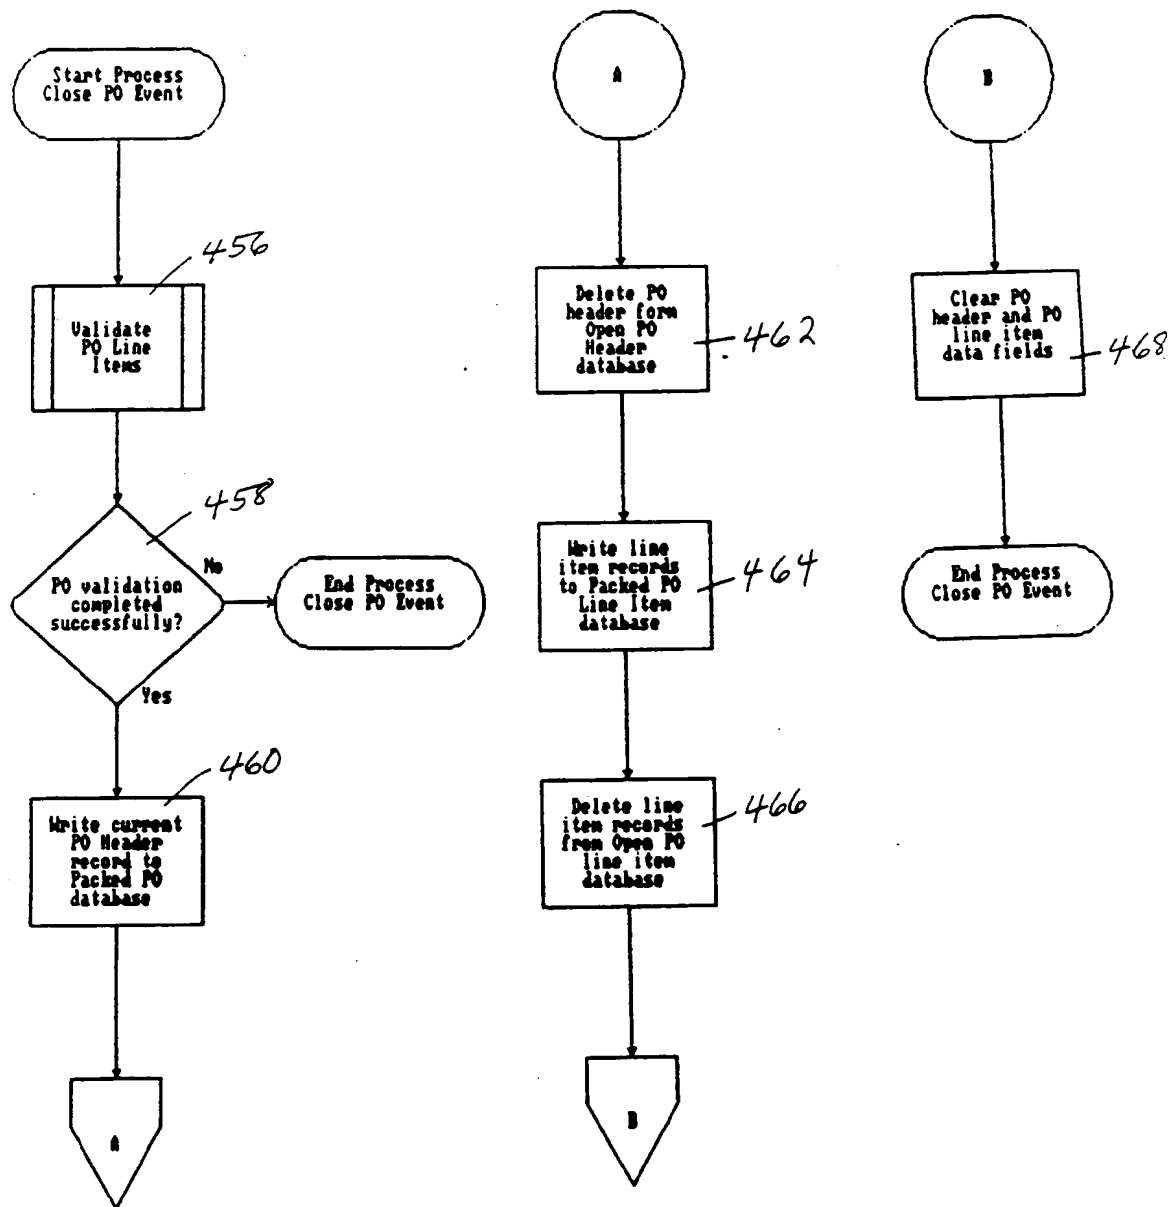 Start Process
Close PO Event
456
Validate
PO Line
Items
458
PO validation
completed
successfully?
No
End Process
Close PO Event
Yes
460
Write current
PO Header
record to
Packed PO
database
A
A
Delete PO
header form
Open PO
Header
database
462
Write line
item records
to Packed PO
Line Item
database
464
Delete line
item records
from Open PO
line item
database
466
B
B
Clear PO
header and PO
line item
data fields
468
End Process
Close PO Event